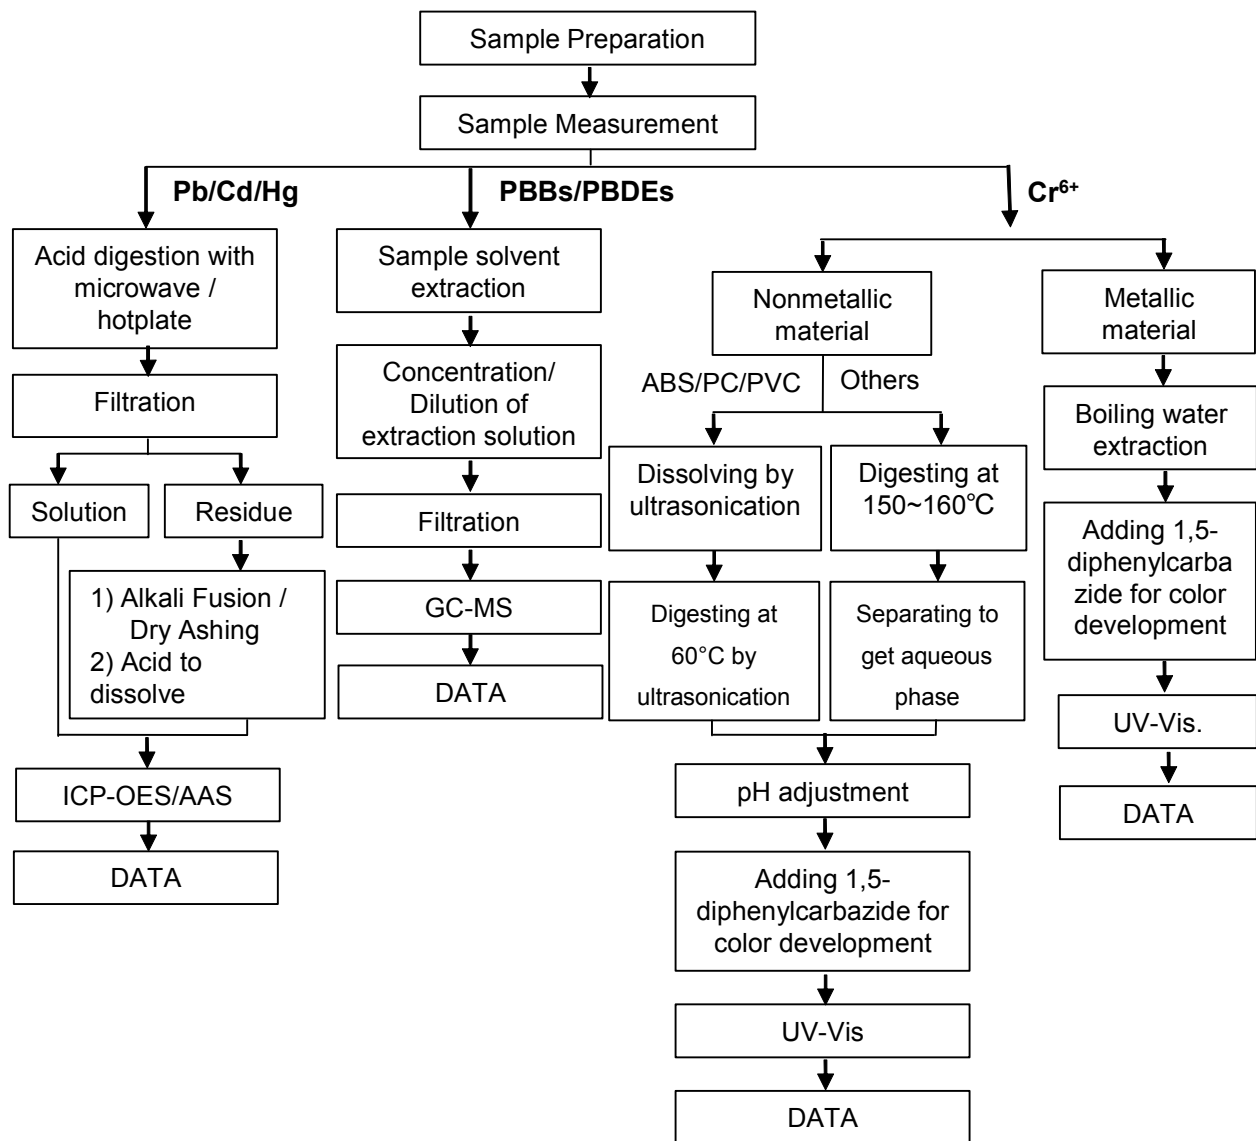 Sample Preparation
Sample Measurement
Pb/Cd/Hg
PBBs/PBDEs
Cr⁶⁺
Acid digestion with
microwave /
hotplate
Filtration
Solution
Residue
1) Alkali Fusion /
Dry Ashing
2) Acid to
dissolve
ICP-OES/AAS
DATA
Sample solvent
extraction
Concentration/
Dilution of
extraction solution
Filtration
GC-MS
DATA
Nonmetallic
material
ABS/PC/PVC
Others
Dissolving by
ultrasonication
Digesting at
60°C by
ultrasonication
Digesting at
150~160℃
Separating to
get aqueous
phase
pH adjustment
Adding 1,5-
diphenylcarbazide for
color development
UV-Vis
DATA
Metallic
material
Boiling water
extraction
Adding 1,5-
diphenylcarba
zide for color
development
UV-Vis.
DATA